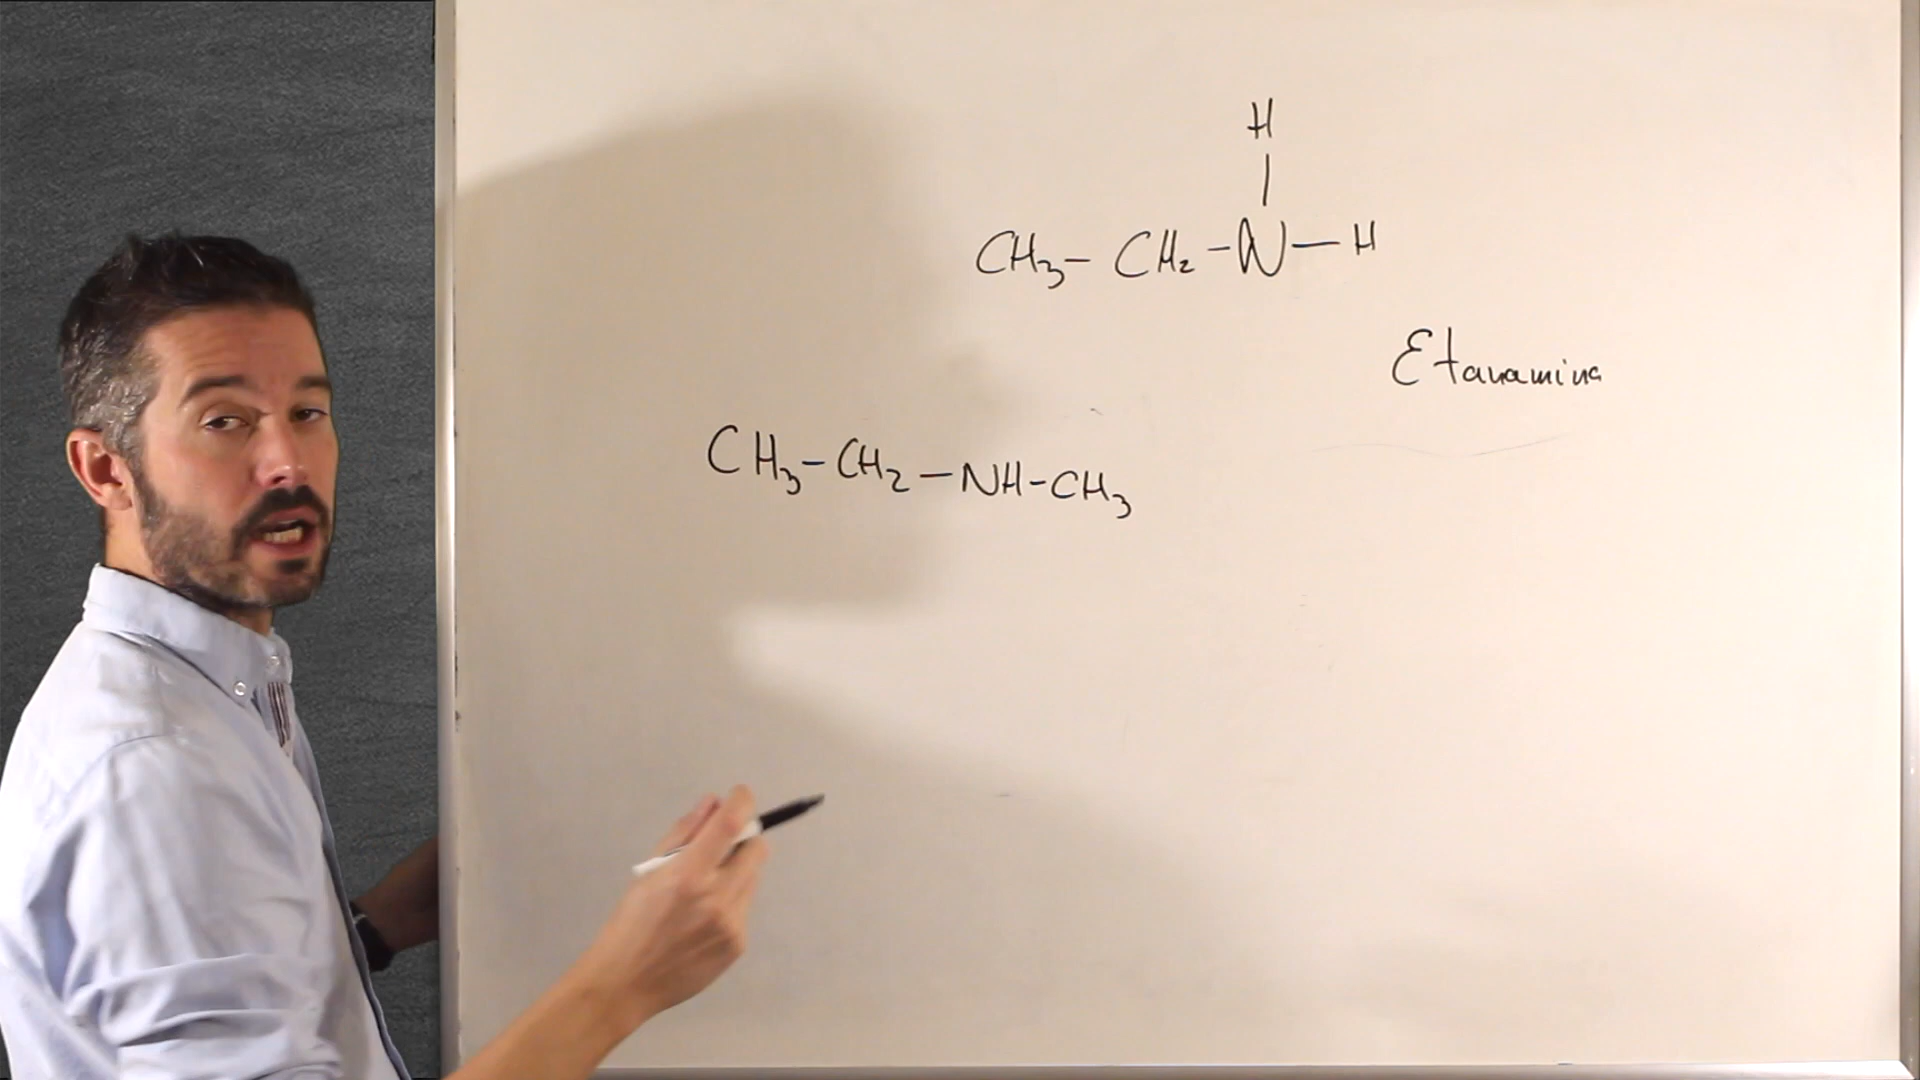 H
|
CH₃- CH₂ -N-H
Etanamina
CH₃-CH₂-NH-CH₃